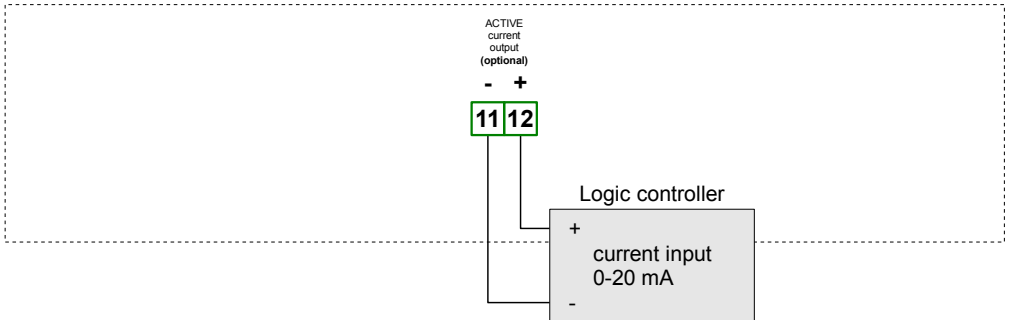 ACTIVE
current
output
(optional)
- +
11 12
Logic controller
+
current input
0-20 mA
-